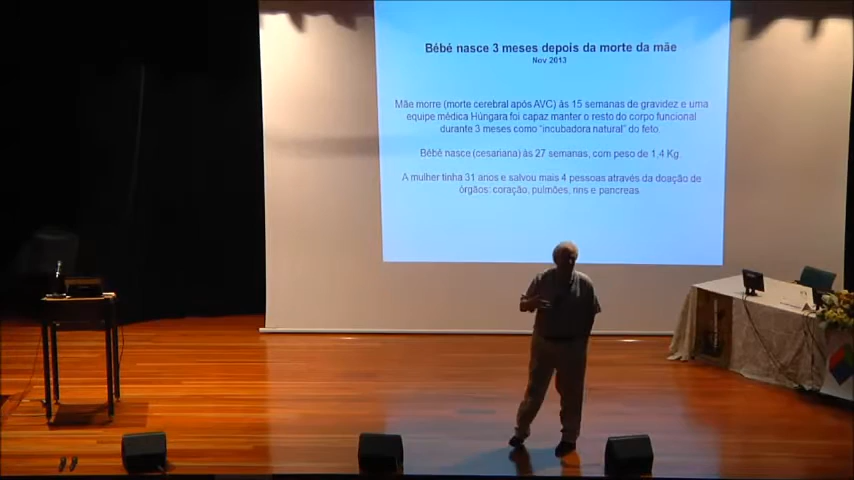 Bébé nasce 3 meses depois da morte da mãe
Nov 2013
Mãe morre (morte cerebral após AVC) às 15 semanas de gravidez e uma
equipe médica Húngara foi capaz manter o resto do corpo funcional
durante 3 meses como "incubadora natural" do feto.
Bébé nasce (cesariana) às 27 semanas, com peso de 1,4 Kg.
A mulher tinha 31 anos e salvou mais 4 pessoas através da doação de
órgãos: coração, pulmões, rins e pancreas.